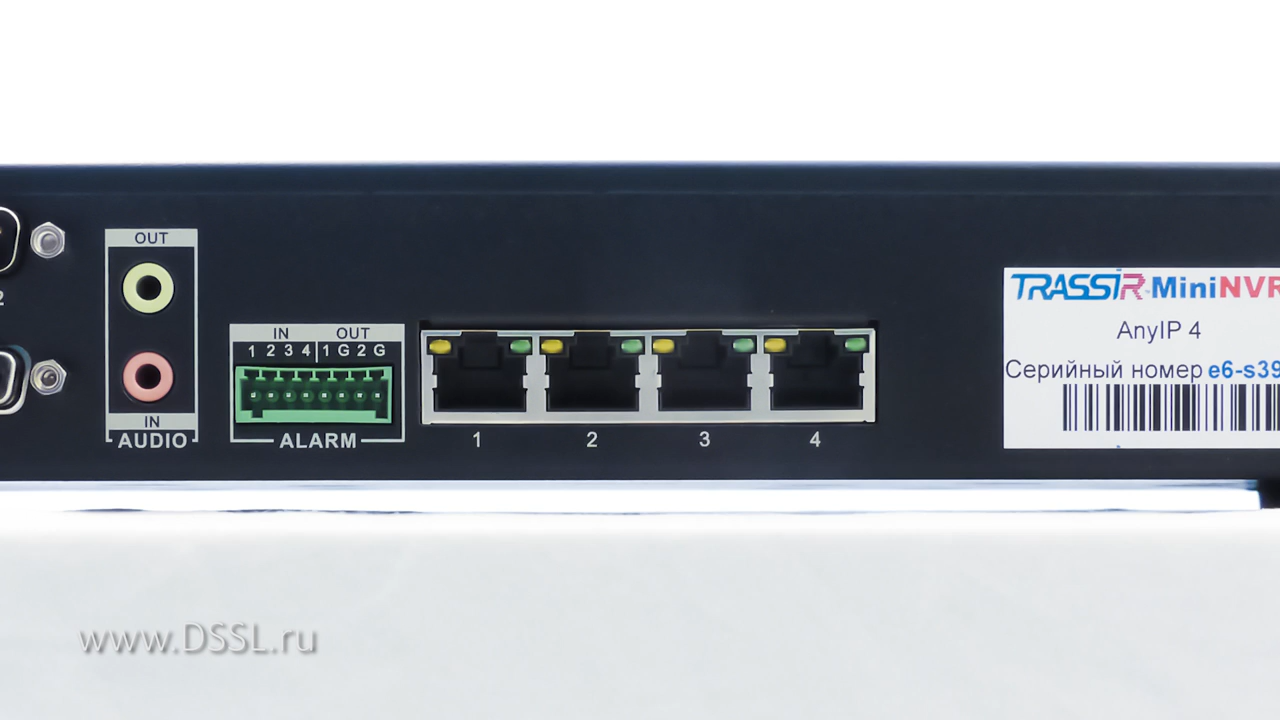 2
OUT
IN
AUDIO
IN OUT
1 2 3 4 1 G 2 G
ALARM
1 2 3 4
TRASSIR MiniNVR
AnyIP 4
Серийный номер e6-s39
www.DSSL.ru